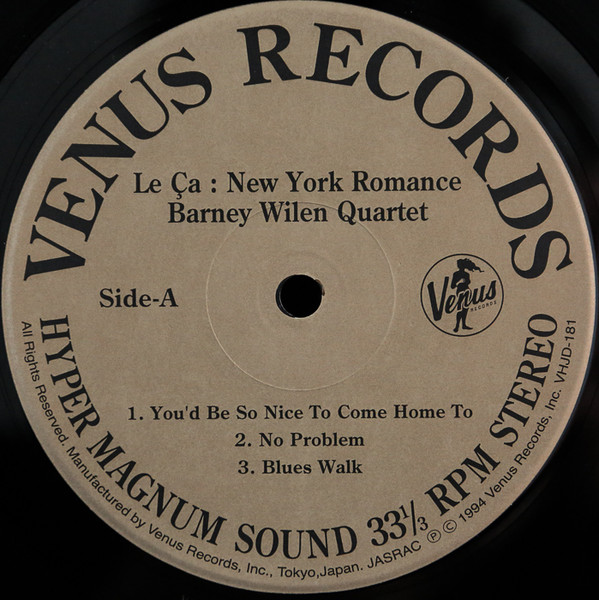 VENUS RECORDS
Le Ça : New York Romance
Barney Wilen Quartet
Side-A
Venus
RECORDS
1. You'd Be So Nice To Come Home To
2. No Problem
3. Blues Walk
HYPER MAGNUM SOUND 33 1/3 RPM STEREO
All Rights Reserved. Manufactured by Venus Records, Inc., Tokyo,Japan. JASRAC ℗ © 1994 Venus Records, Inc. VHJD-181